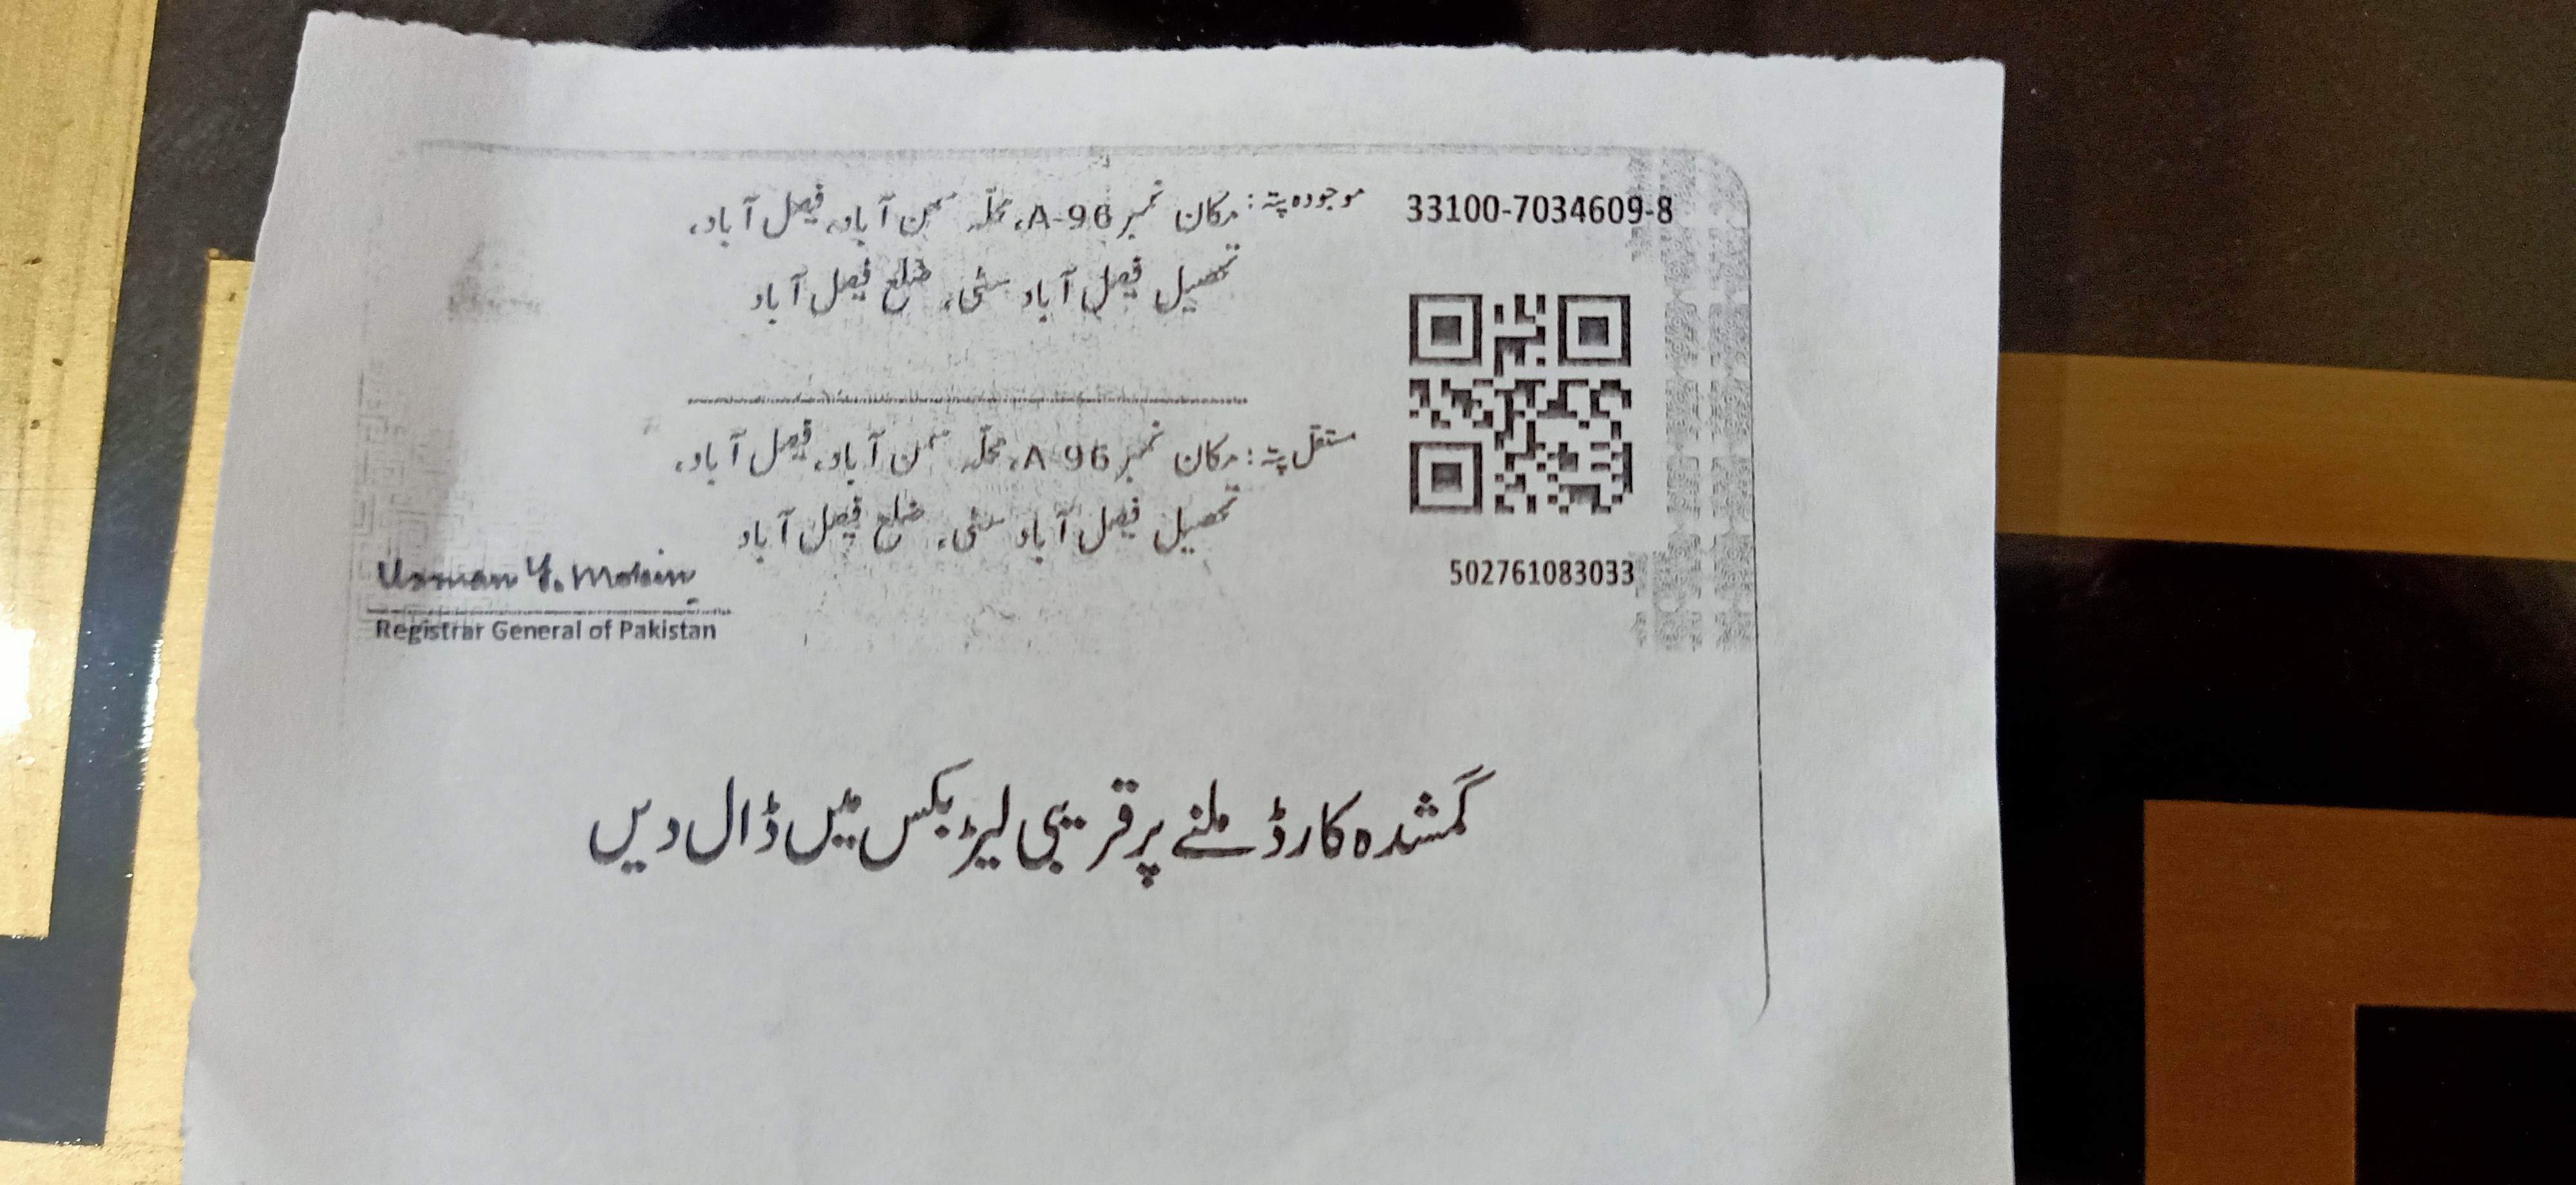 33100-7034609-8
موجودہ پتہ: مکان نمبر A-96، محلّہ سمن آباد، فیصل آباد،
تحصیل فیصل آباد سٹی، ضلع فیصل آباد
مستقل پتہ: مکان نمبر A 96، محلّہ سمن آباد، فیصل آباد،
تحصیل فیصل آباد سٹی، ضلع فیصل آباد
502761083033
Usman Y. Mobin
Registrar General of Pakistan
گمشدہ کارڈ ملنے پر قریبی لیٹر بکس میں ڈال دیں